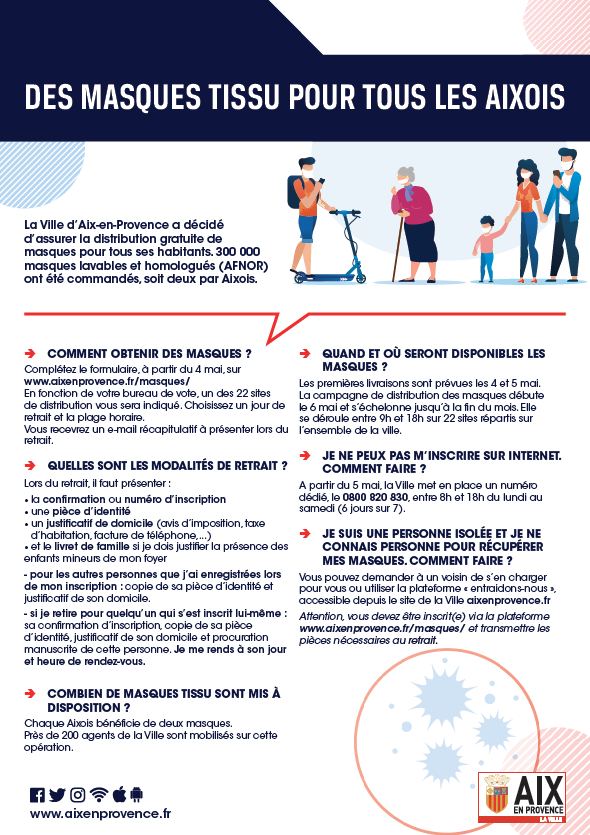 DES MASQUES TISSU POUR TOUS LES AIXOIS
La Ville d'Aix-en-Provence a décidé
d'assurer la distribution gratuite de
masques pour tous ses habitants. 300 000
masques lavables et homologués (AFNOR)
ont été commandés, soit deux par Aixois.
➔ COMMENT OBTENIR DES MASQUES ?
Complétez le formulaire, à partir du 4 mai, sur
www.aixenprovence.fr/masques/
En fonction de votre bureau de vote, un des 22 sites
de distribution vous sera indiqué. Choisissez un jour de
retrait et la plage horaire.
Vous recevrez un e-mail récapitulatif à présenter lors du
retrait.
➔ QUELLES SONT LES MODALITÉS DE RETRAIT ?
Lors du retrait, il faut présenter :
• la confirmation ou numéro d'inscription
• une pièce d'identité
• un justificatif de domicile (avis d'imposition, taxe
d'habitation, facture de téléphone,...)
• et le livret de famille si je dois justifier la présence des
enfants mineurs de mon foyer
- pour les autres personnes que j'ai enregistrées lors
de mon inscription : copie de sa pièce d'identité et
justificatif de son domicile.
- si je retire pour quelqu'un qui s'est inscrit lui-même :
sa confirmation d'inscription, copie de sa pièce
d'identité, justificatif de son domicile et procuration
manuscrite de cette personne. Je me rends à son jour
et heure de rendez-vous.
➔ COMBIEN DE MASQUES TISSU SONT MIS À
DISPOSITION ?
Chaque Aixois bénéficie de deux masques.
Près de 200 agents de la Ville sont mobilisés sur cette
opération.
➔ QUAND ET OÙ SERONT DISPONIBLES LES
MASQUES ?
Les premières livraisons sont prévues les 4 et 5 mai.
La campagne de distribution des masques débute
le 6 mai et s'échelonne jusqu'à la fin du mois. Elle
se déroule entre 9h et 18h sur 22 sites répartis sur
l'ensemble de la ville.
➔ JE NE PEUX PAS M'INSCRIRE SUR INTERNET.
COMMENT FAIRE ?
A partir du 5 mai, la Ville met en place un numéro
dédié, le 0800 820 830, entre 8h et 18h du lundi au
samedi (6 jours sur 7).
➔ JE SUIS UNE PERSONNE ISOLÉE ET JE NE
CONNAIS PERSONNE POUR RÉCUPÉRER
MES MASQUES. COMMENT FAIRE ?
Vous pouvez demander à un voisin de s'en charger
pour vous ou utiliser la plateforme « entraidons-nous »,
accessible depuis le site de la Ville aixenprovence.fr
Attention, vous devez être inscrit(e) via la plateforme
www.aixenprovence.fr/masques/ et transmettre les
pièces nécessaires au retrait.
www.aixenprovence.fr
AIX
EN PROVENCE
LA VILLE